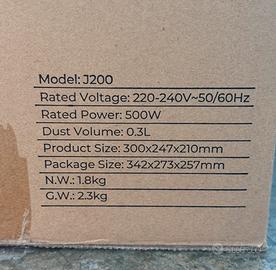 Model: J200
Rated Voltage: 220-240V~50/60Hz
Rated Power: 500W
Dust Volume: 0.3L
Product Size: 300x247x210mm
Package Size: 342x273x257mm
N.W.: 1.8kg
G.W.: 2.3kg